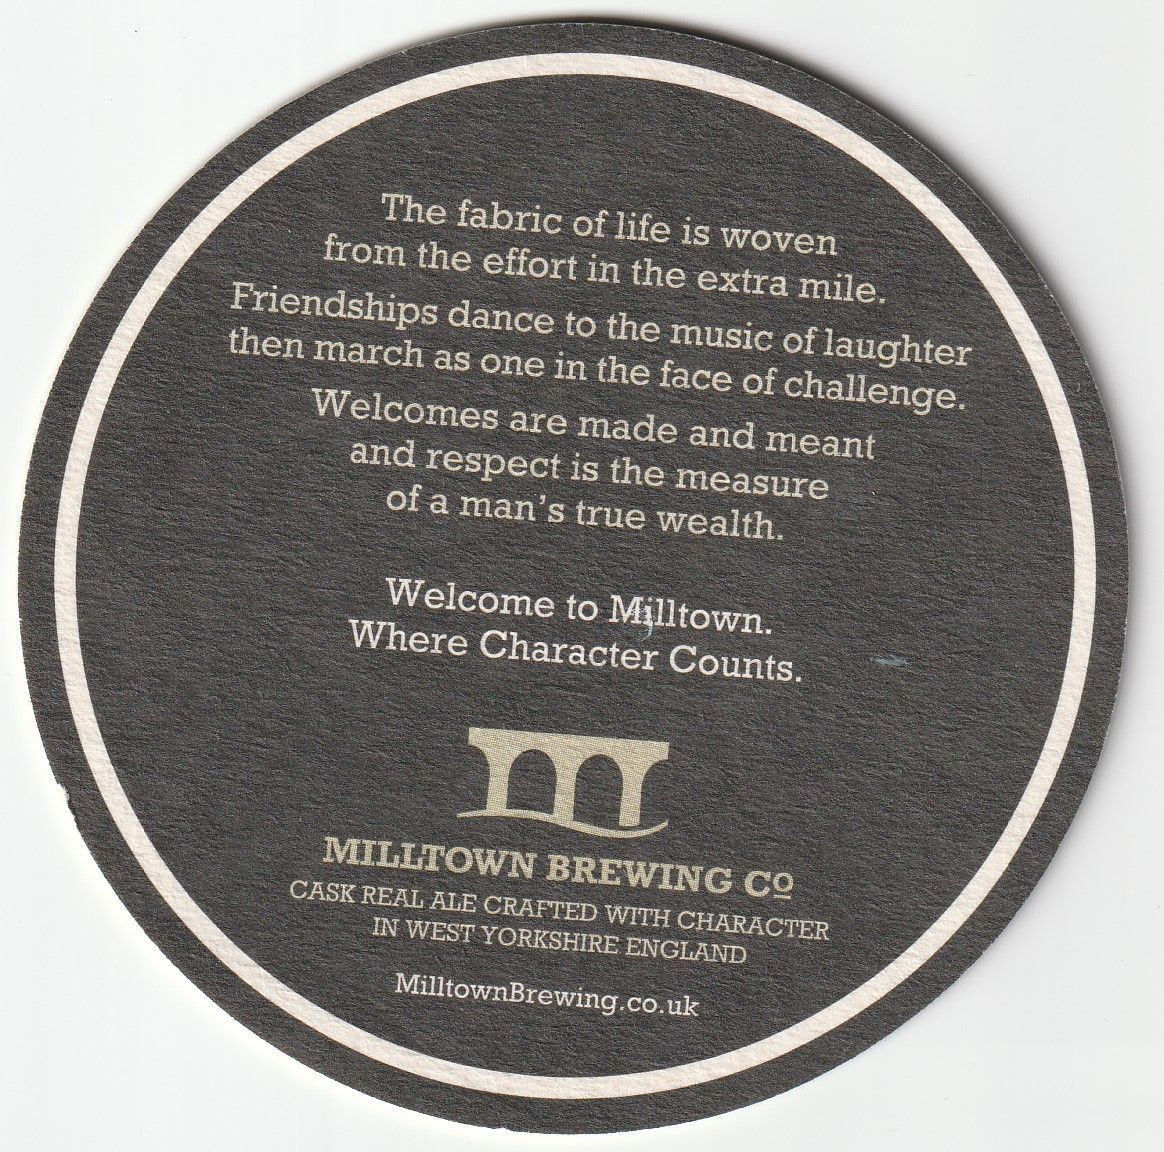 The fabric of life is woven
from the effort in the extra mile.
Friendships dance to the music of laughter
then march as one in the face of challenge.
Welcomes are made and meant
and respect is the measure
of a man's true wealth.
Welcome to Milltown.
Where Character Counts.
MILLTOWN BREWING Cº
CASK REAL ALE CRAFTED WITH CHARACTER
IN WEST YORKSHIRE ENGLAND
MilltownBrewing.co.uk